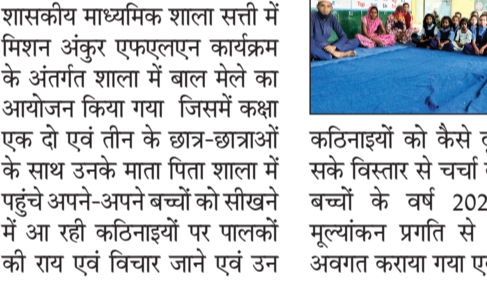 शासकीय माध्यमिक शाला सत्ती में
मिशन अंकुर एफएलएन कार्यक्रम
के अंतर्गत शाला में बाल मेले का
आयोजन किया गया जिसमें कक्षा
एक दो एवं तीन के छात्र-छात्राओं
के साथ उनके माता पिता शाला में
पहुंचे अपने-अपने बच्चों को सीखने
में आ रही कठिनाइयों पर पालकों
की राय एवं विचार जाने एवं उन
कठिनाइयों को कैसे
सके विस्तार से चर्चा
बच्चों के वर्ष 202
मूल्यांकन प्रगति से
अवगत कराया गया